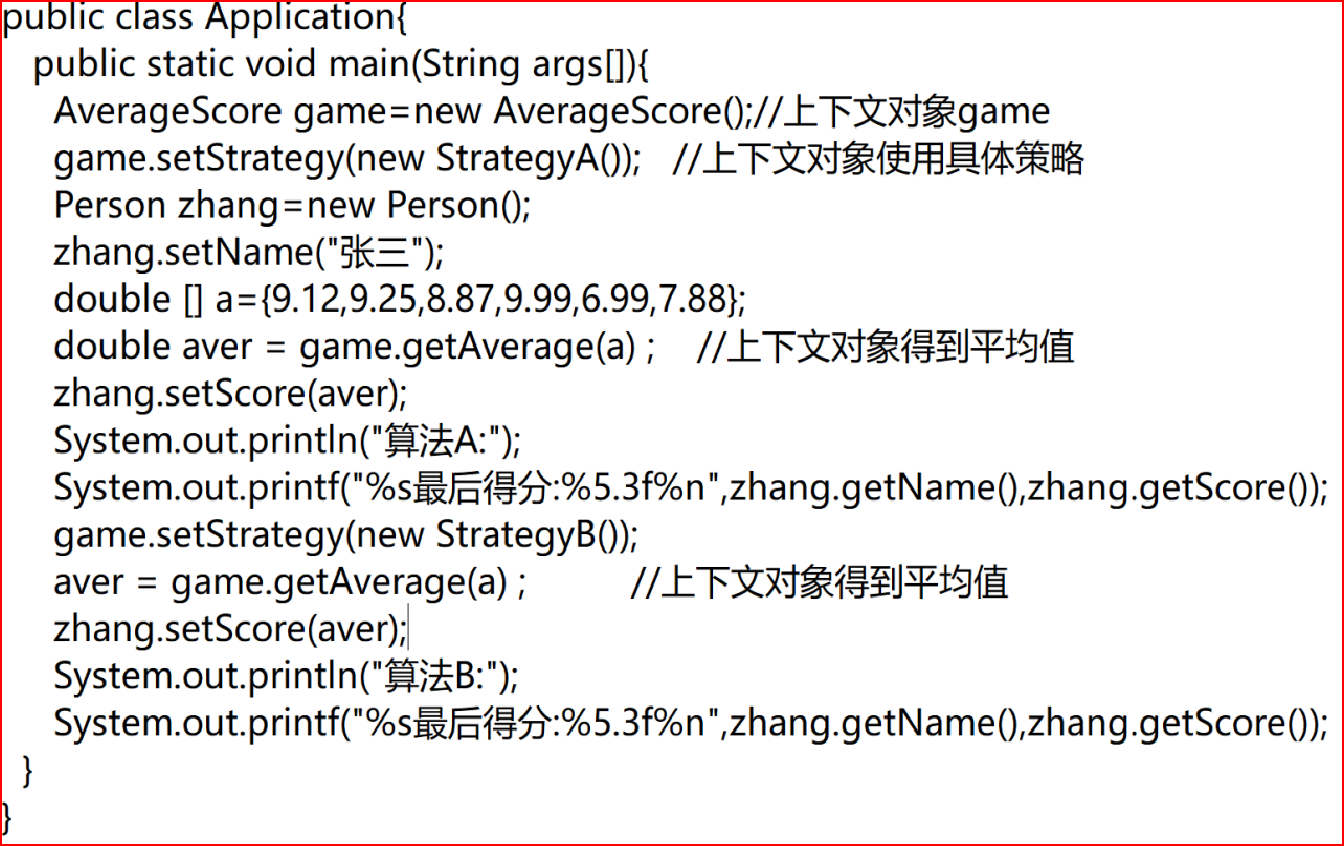 public class Application{
public static void main(String args[]){
AverageScore game=new AverageScore();//上下文对象game
game.setStrategy(new StrategyA()); //上下文对象使用具体策略
Person zhang=new Person();
zhang.setName("张三");
double [] a={9.12,9.25,8.87,9.99,6.99,7.88};
double aver = game.getAverage(a) ; //上下文对象得到平均值
zhang.setScore(aver);
System.out.println("算法A:");
System.out.printf("%s最后得分:%5.3f%n",zhang.getName(),zhang.getScore());
game.setStrategy(new StrategyB());
aver = game.getAverage(a) ; //上下文对象得到平均值
zhang.setScore(aver);
System.out.println("算法B:");
System.out.printf("%s最后得分:%5.3f%n",zhang.getName(),zhang.getScore());
}
}